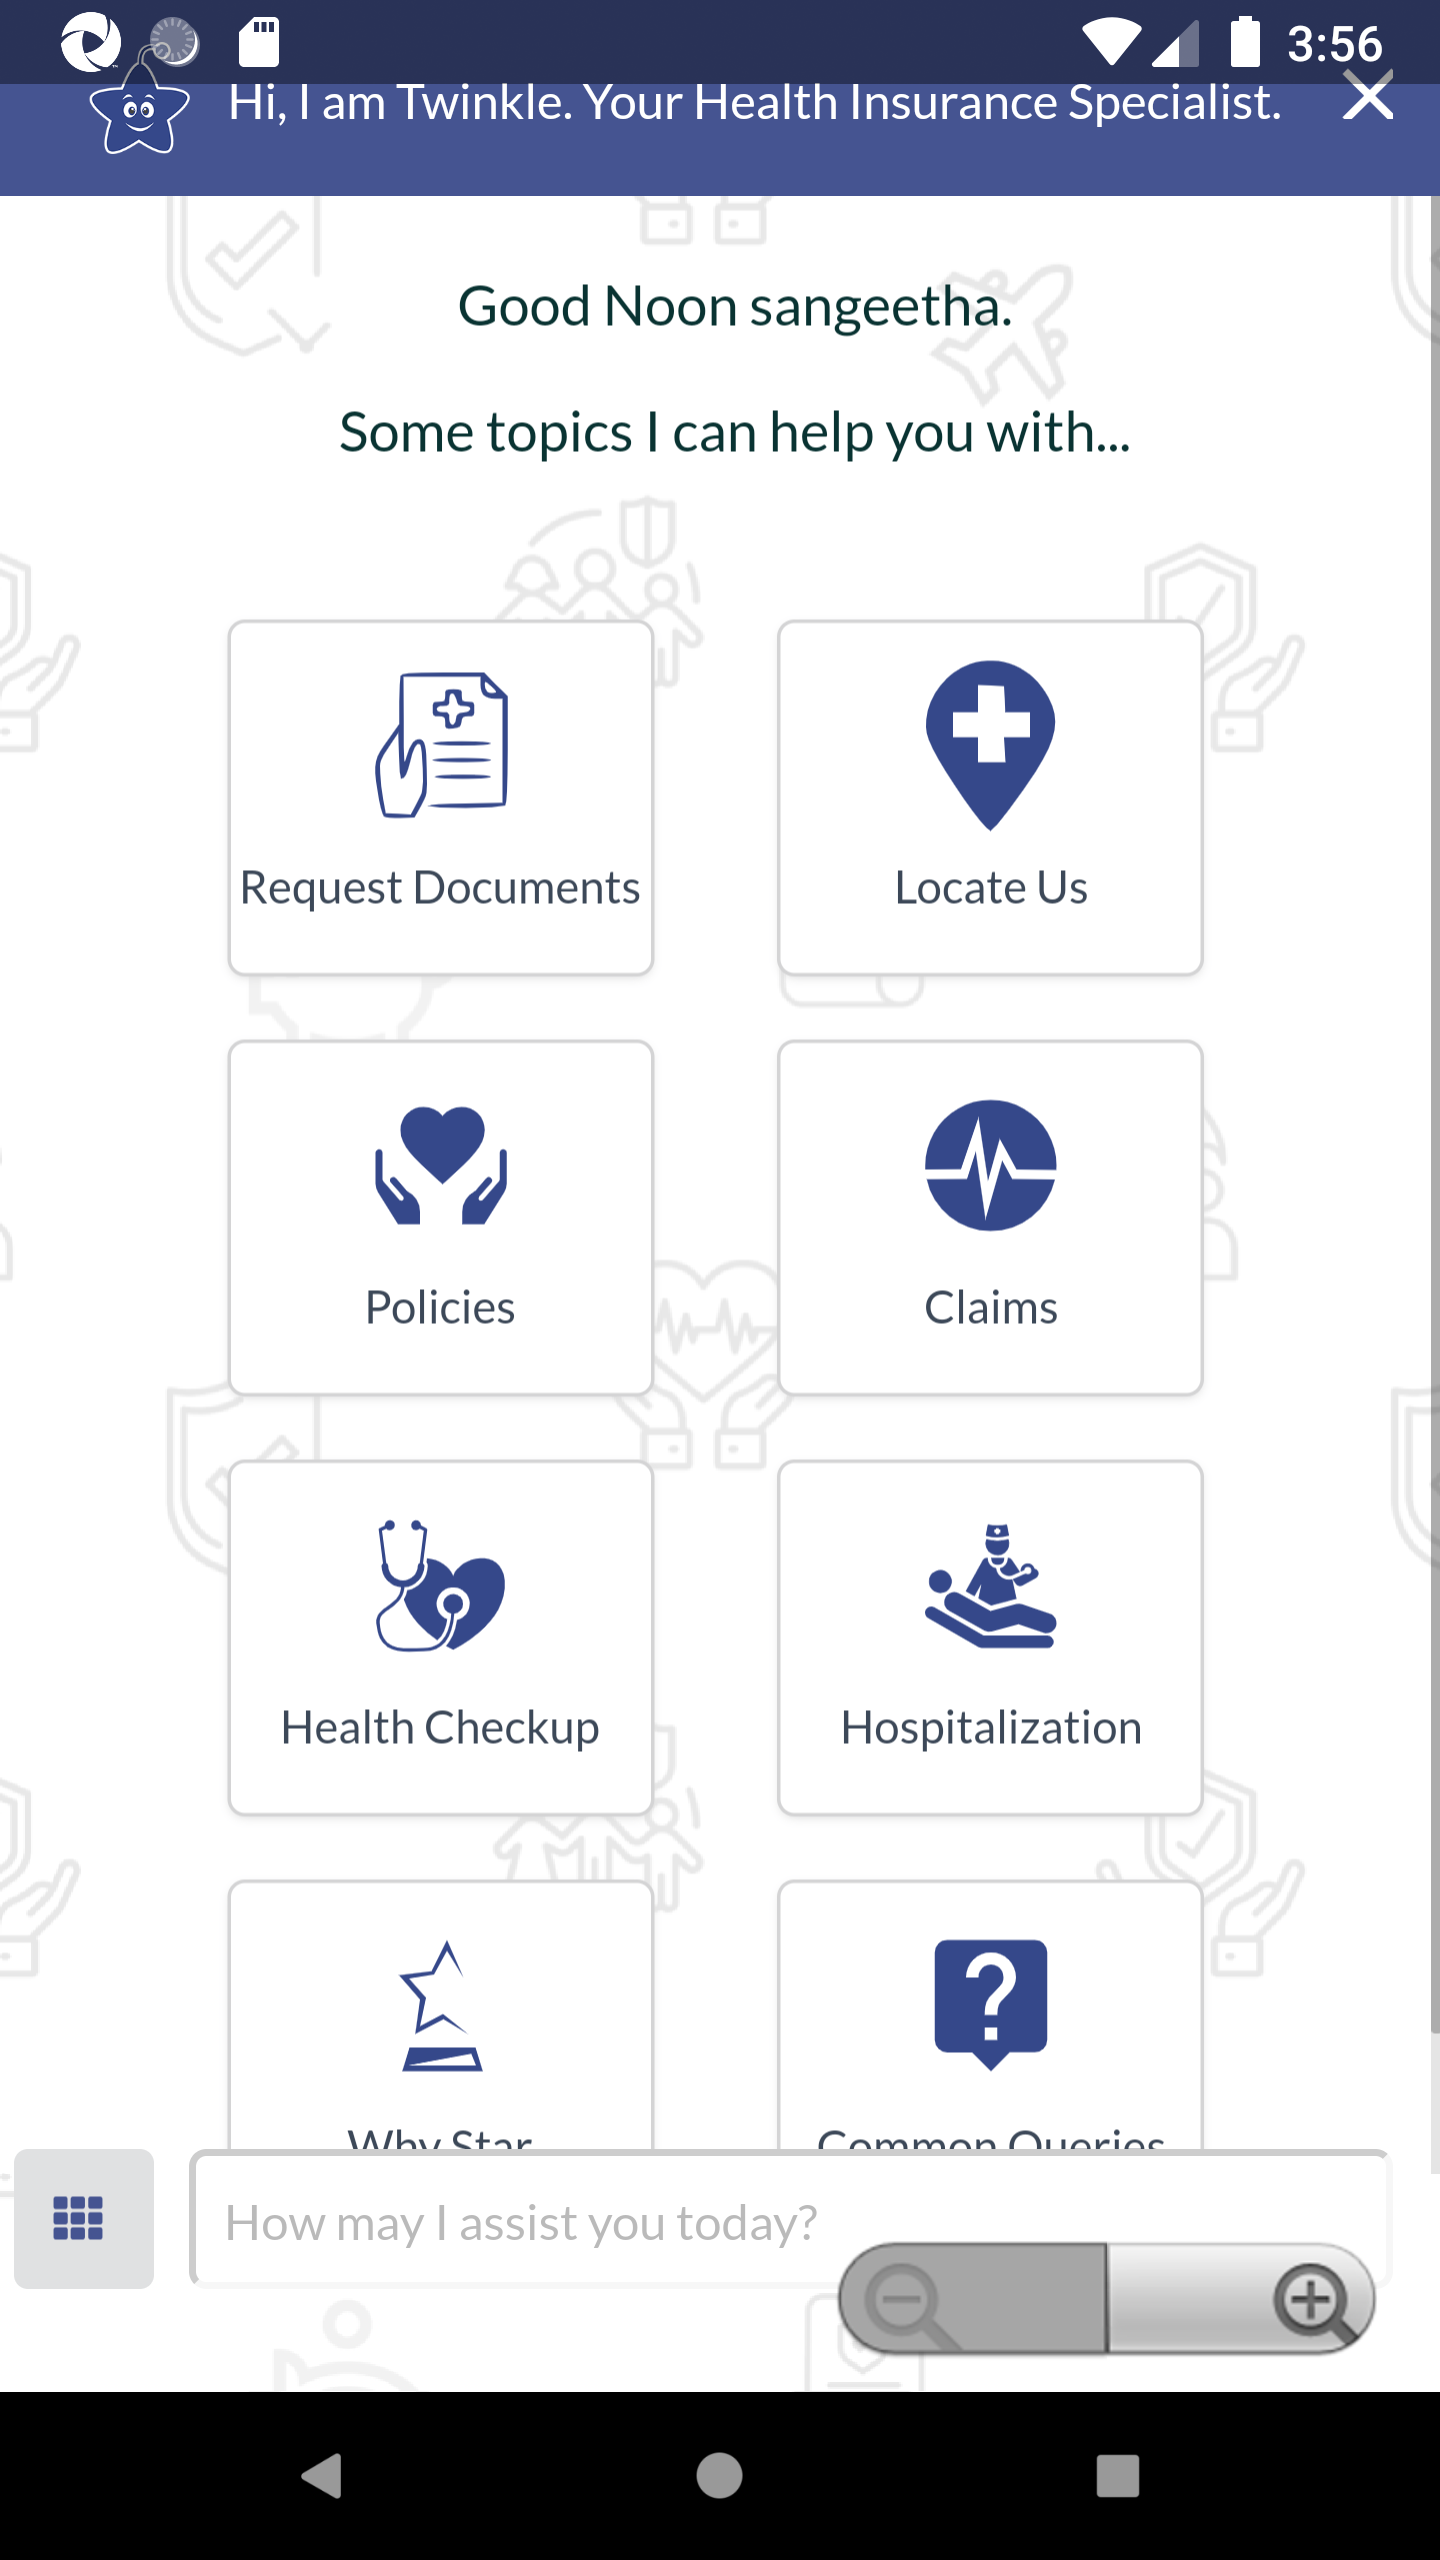 3:56
Hi, I am Twinkle. Your Health Insurance Specialist.
Good Noon sangeetha.
Some topics I can help you with...
Request Documents
Locate Us
Policies
Claims
Health Checkup
Hospitalization
Why Star
Common Queries
How may I assist you today?